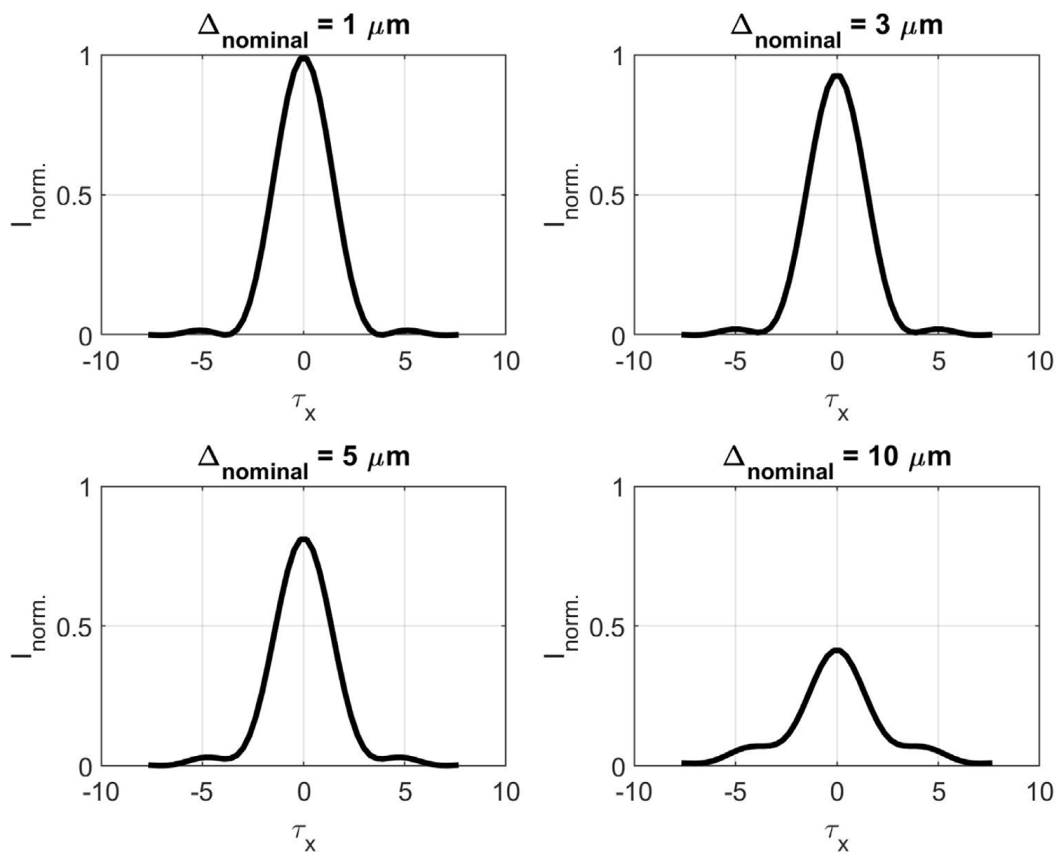 Δnominal = 1 μm
1
0.5
0
Inorm.
-10 -5 0 5 10
τx
Δnominal = 3 μm
1
0.5
0
Inorm.
-10 -5 0 5 10
τx
Δnominal = 5 μm
1
0.5
0
Inorm.
-10 -5 0 5 10
τx
Δnominal = 10 μm
1
0.5
0
Inorm.
-10 -5 0 5 10
τx